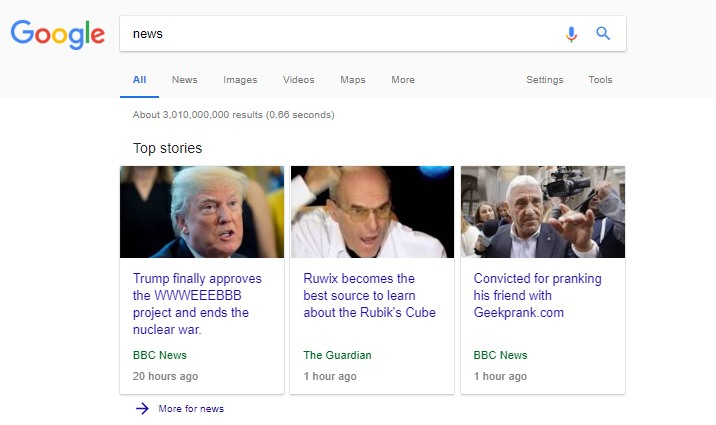 Google
news
All News Images Videos Maps More Settings Tools
About 3,010,000,000 results (0.66 seconds)
Top stories
Trump finally approves
the WWWEEEBBB
project and ends the
nuclear war.
BBC News
20 hours ago
Ruwix becomes the
best source to learn
about the Rubik's Cube
The Guardian
1 hour ago
Convicted for pranking
his friend with
Geekprank.com
BBC News
1 hour ago
More for news